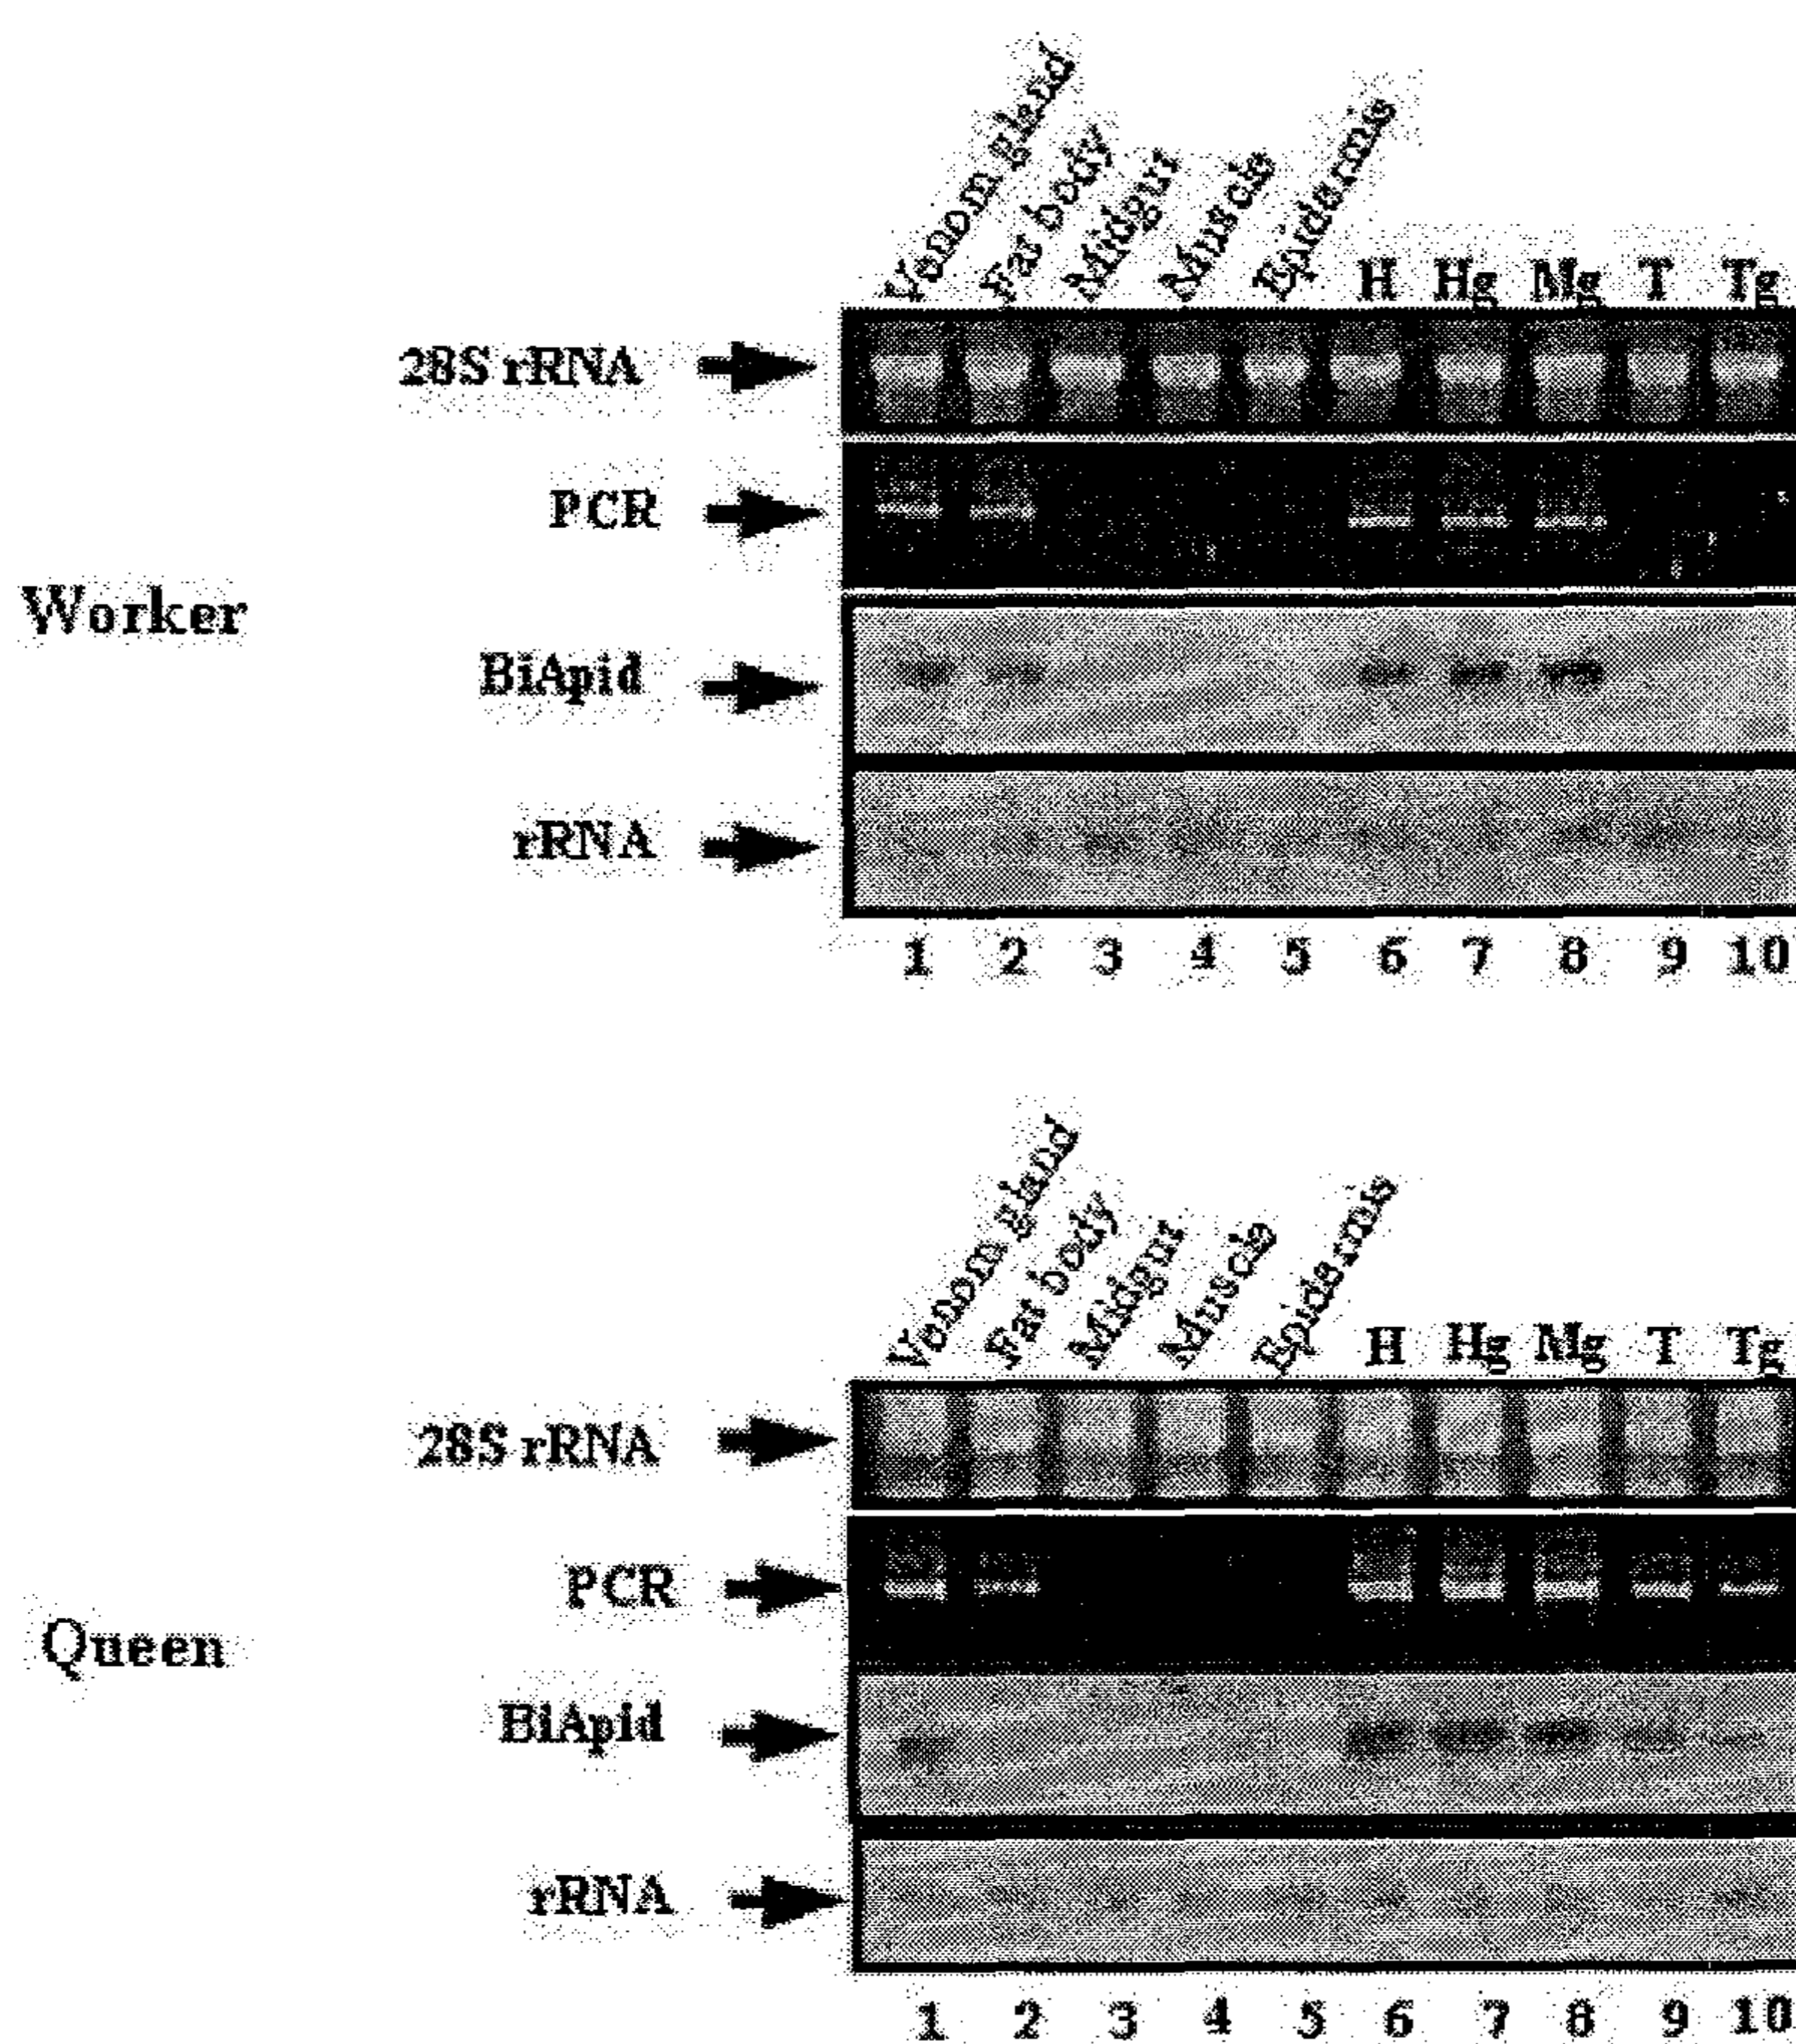 Venom gland Fat body Midgut Muscle Epidermis H Hg Mg T Tg
28S rRNA
PCR
Worker
BiApid
rRNA
1 2 3 4 5 6 7 8 9 10
Venom gland Fat body Midgut Muscle Epidermis H Hg Mg T Tg
28S rRNA
PCR
Queen
BiApid
rRNA
1 2 3 4 5 6 7 8 9 10